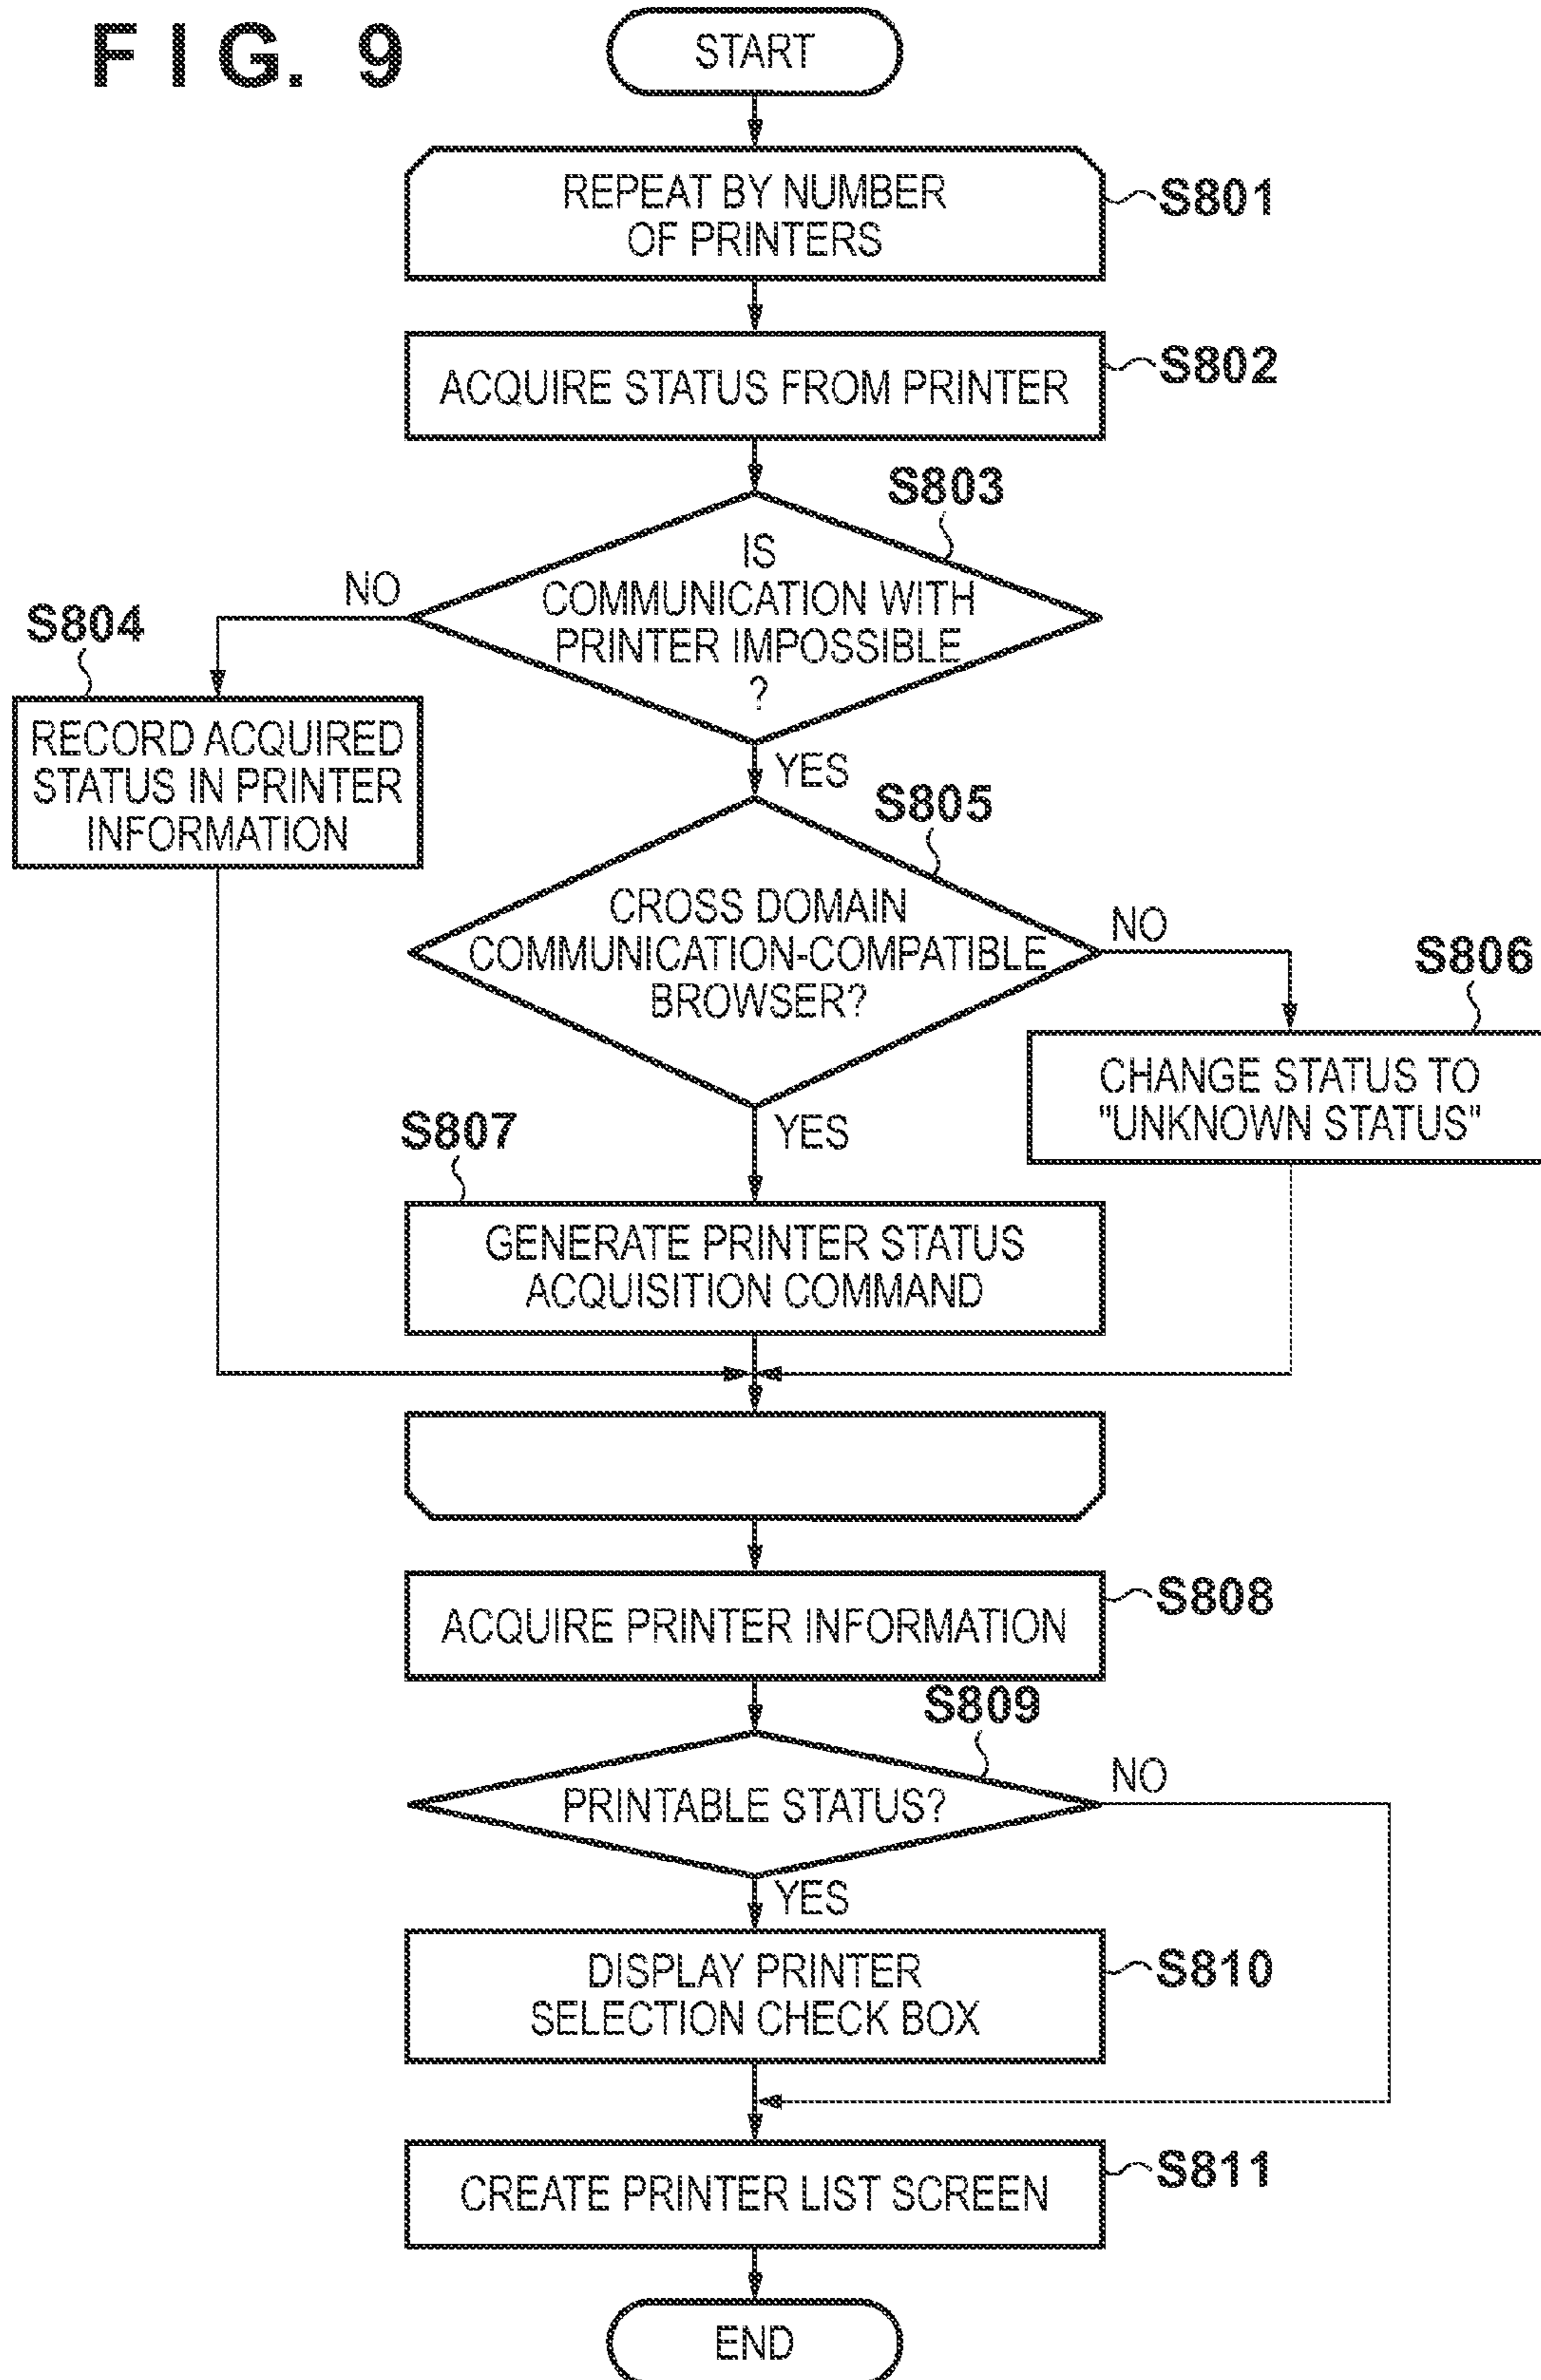 FIG. 9
START
REPEAT BY NUMBER
OF PRINTERS
S801
ACQUIRE STATUS FROM PRINTER
S802
S803
IS
COMMUNICATION WITH
PRINTER IMPOSSIBLE
?
NO
S804
RECORD ACQUIRED
STATUS IN PRINTER
INFORMATION
YES
S805
CROSS DOMAIN
COMMUNICATION-COMPATIBLE
BROWSER?
NO
S806
CHANGE STATUS TO
"UNKNOWN STATUS"
YES
S807
GENERATE PRINTER STATUS
ACQUISITION COMMAND
ACQUIRE PRINTER INFORMATION
S808
S809
PRINTABLE STATUS?
NO
YES
DISPLAY PRINTER
SELECTION CHECK BOX
S810
CREATE PRINTER LIST SCREEN
S811
END